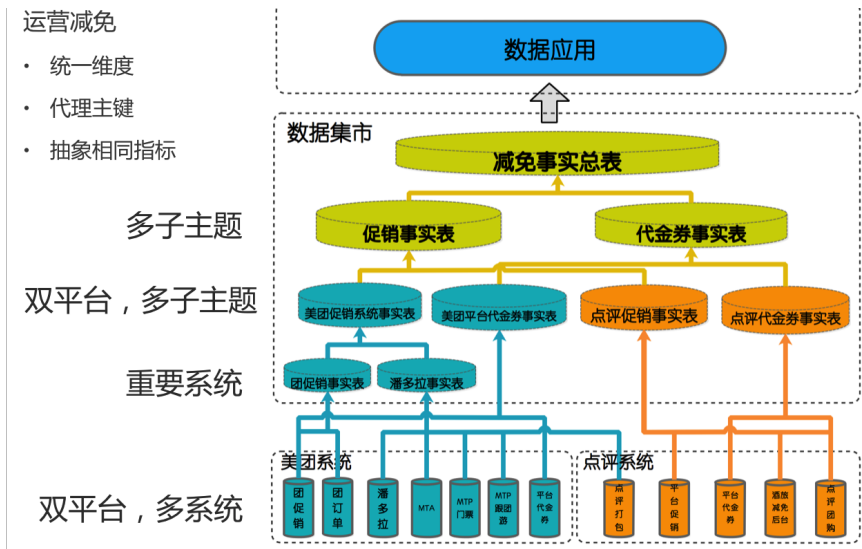 运营减免
• 统一维度
• 代理主键
• 抽象相同指标
数据应用
数据集市
减免事实总表
多子主题
促销事实表
代金券事实表
双平台，多子主题
美团促销系统事实表
美团平台代金券事实表
点评促销事实表
点评代金券事实表
重要系统
团促销事实表
潘多拉事实表
美团系统
点评系统
双平台，多系统
团促销
团订单
潘多拉
MTA
MTP
门票
MTP
跟团
游
平台
代金
券
点评打包
平台促销
平台
代金
券
酒旅
减免
后台
点评团购